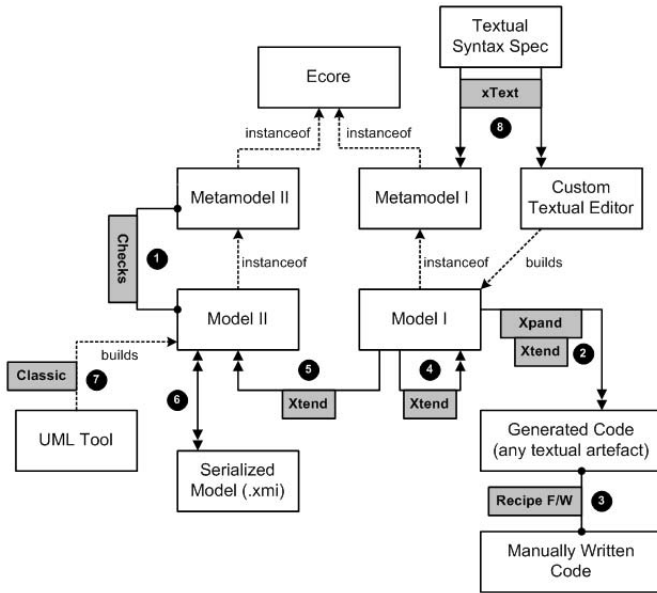 Textual
Syntax Spec
Ecore
xText
8
instanceof
instanceof
Metamodel II
Metamodel I
Custom
Textual Editor
Checks
1
instanceof
instanceof
builds
Model II
Model I
Xpand
Xtend
2
builds
Classic
7
5
4
6
Xtend
Xtend
UML Tool
Serialized
Model (.xmi)
Generated Code
(any textual artefact)
Recipe F/W
3
Manually Written
Code